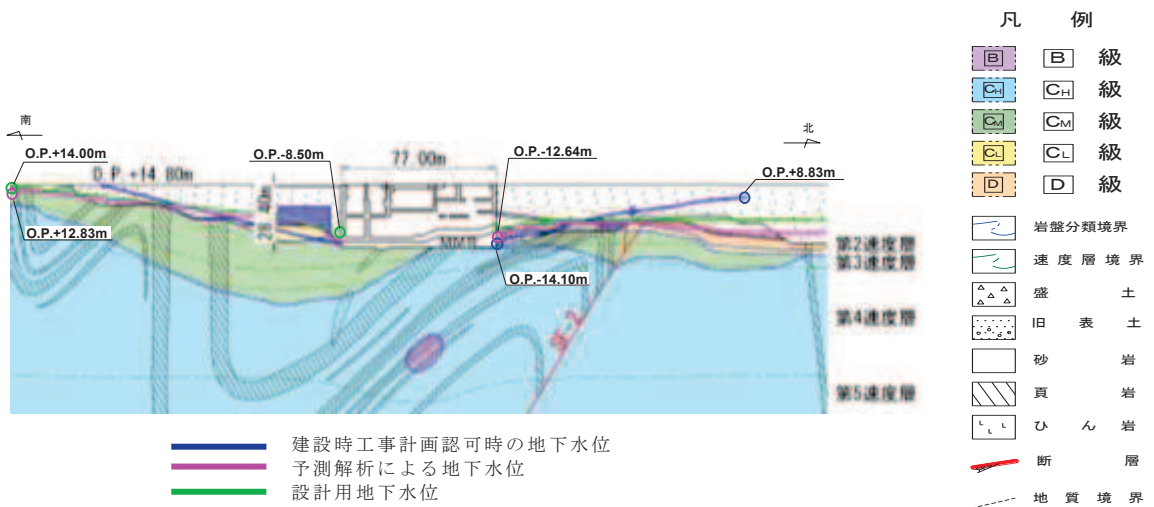 凡 例
B B 級
CH CH 級
CM CM 級
CL CL 級
D D 級
岩盤分類境界
速度層境界
盛土
旧表土
砂岩
頁岩
ひん岩
断層
地質境界
南
北
O.P.+14.00m
O.P.-8.50m
77.00m
O.P.-12.64m
O.P.+8.83m
O.P.+14.80m
O.P.+12.83m
O.P.-14.10m
第2速度層
第3速度層
第4速度層
第5速度層
建設時工事計画認可時の地下水位
予測解析による地下水位
設計用地下水位